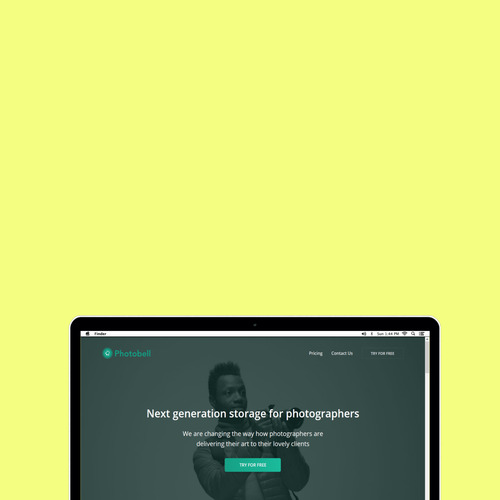 Finder
Sun 1:44 PM
Photobell
Pricing
Contact Us
TRY FOR FREE
Next generation storage for photographers
We are changing the way how photographers are
delivering their art to their lovely clients
TRY FOR FREE